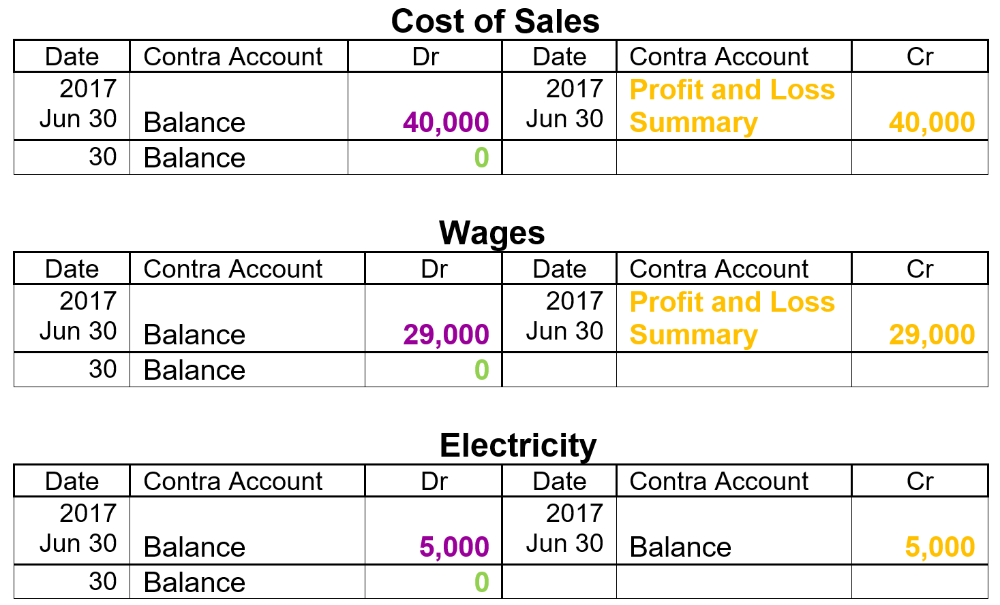 Cost of Sales
Date Contra Account Dr Date Contra Account Cr
2017 2017 Profit and Loss
Jun 30 Balance 40,000 Jun 30 Summary 40,000
30 Balance 0
Wages
Date Contra Account Dr Date Contra Account Cr
2017 2017 Profit and Loss
Jun 30 Balance 29,000 Jun 30 Summary 29,000
30 Balance 0
Electricity
Date Contra Account Dr Date Contra Account Cr
2017 2017
Jun 30 Balance 5,000 Jun 30 Balance 5,000
30 Balance 0